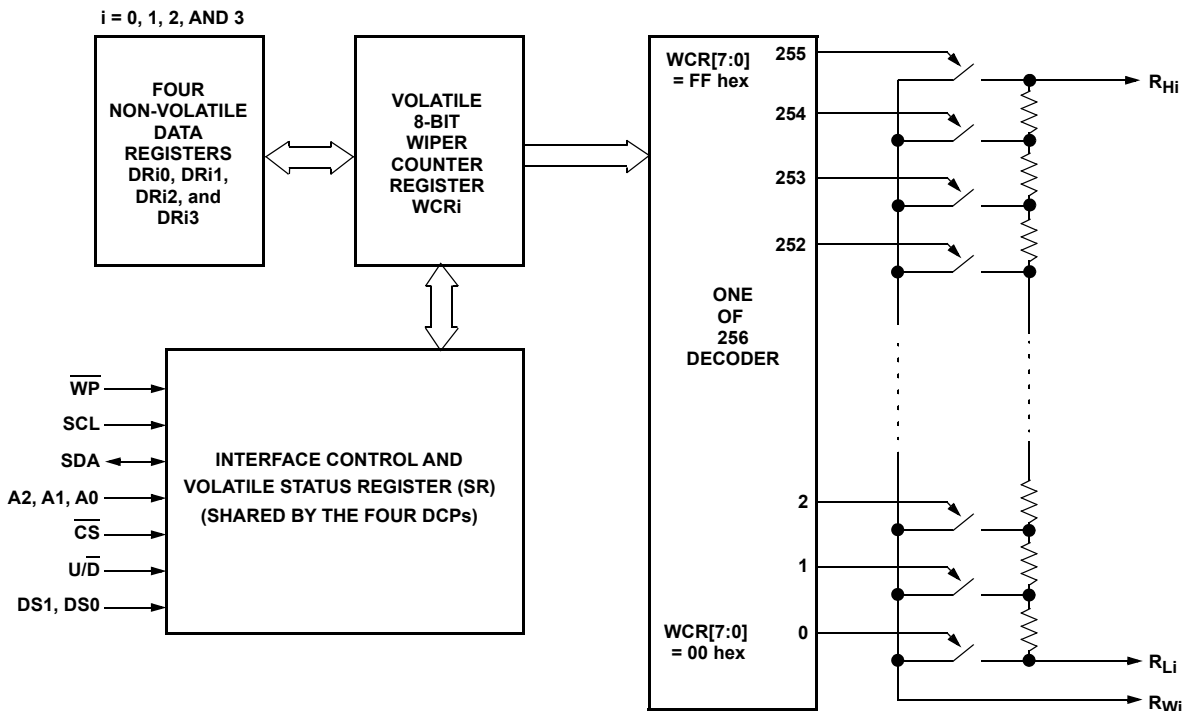 i = 0, 1, 2, AND 3
FOUR
NON-VOLATILE
DATA
REGISTERS
DRi0, DRi1,
DRi2, and
DRi3
VOLATILE
8-BIT
WIPER
COUNTER
REGISTER
WCRi
WCR[7:0]
= FF hex
255
254
253
252
ONE
OF
256
DECODER
2
1
0
WCR[7:0]
= 00 hex
RHi
RLi
RWi
WP
SCL
SDA
A2, A1, A0
CS
U/D
DS1, DS0
INTERFACE CONTROL AND
VOLATILE STATUS REGISTER (SR)
(SHARED BY THE FOUR DCPs)